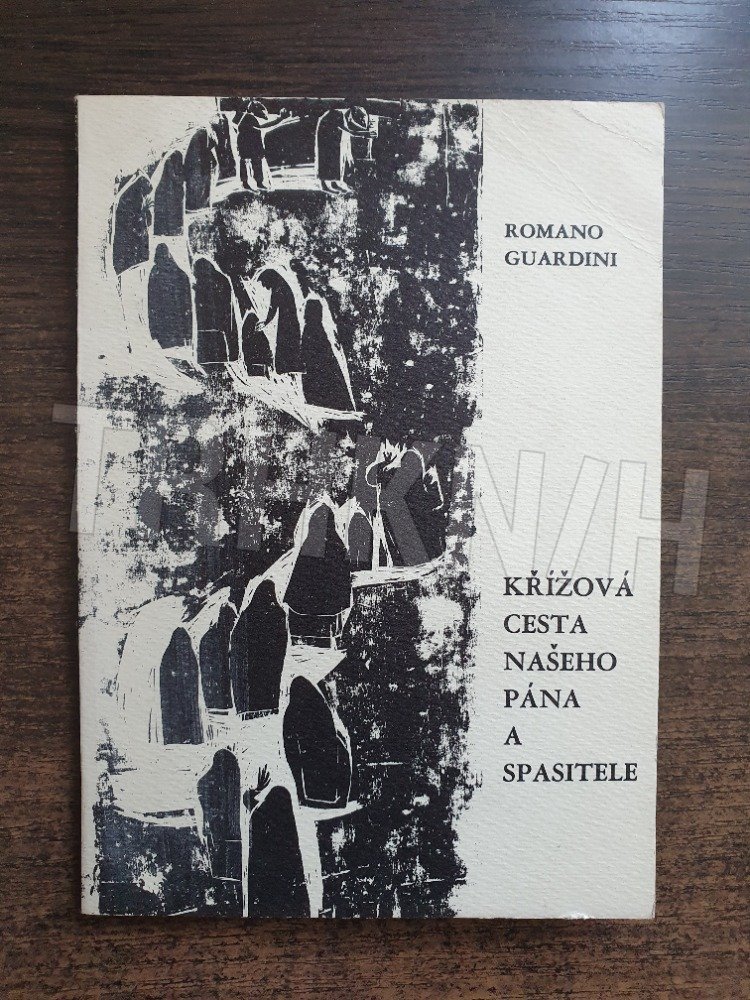 ROMANO
GUARDINI
KŘÍŽOVÁ
CESTA
NAŠEHO
PÁNA
A
SPASITELE